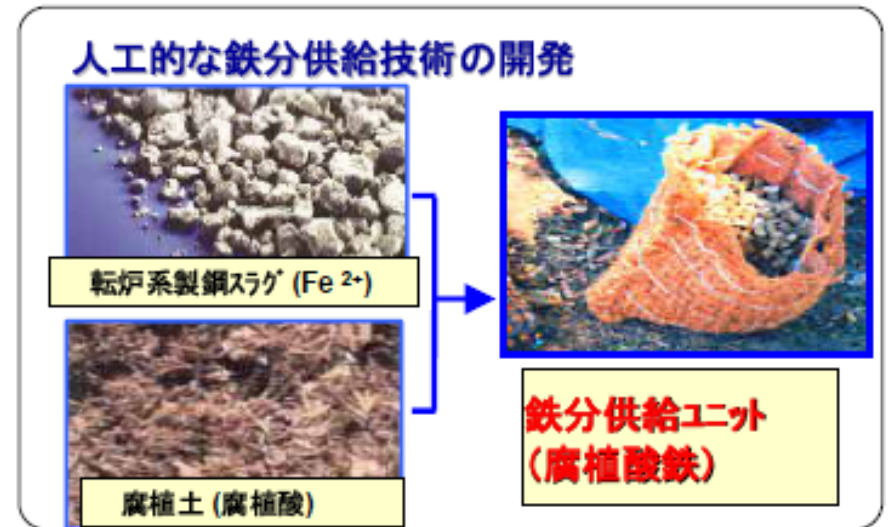 人工的な鉄分供給技術の開発
転炉系製鋼ｽﾗｸﾞ (Fe 2+)
腐植土 (腐植酸)
鉄分供給ﾕﾆｯﾄ
（腐植酸鉄）